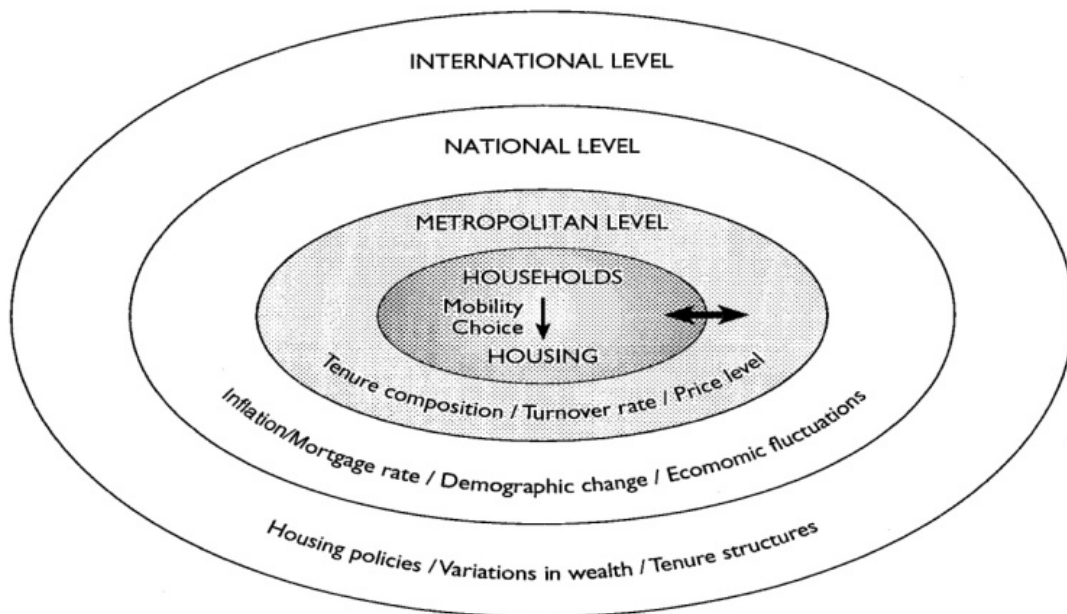 INTERNATIONAL LEVEL
NATIONAL LEVEL
METROPOLITAN LEVEL
HOUSEHOLDS
Mobility
Choice
HOUSING
Tenure composition / Turnover rate / Price level
Inflation/Mortgage rate / Demographic change / Ecomomic fluctuations
Housing policies / Variations in wealth / Tenure structures